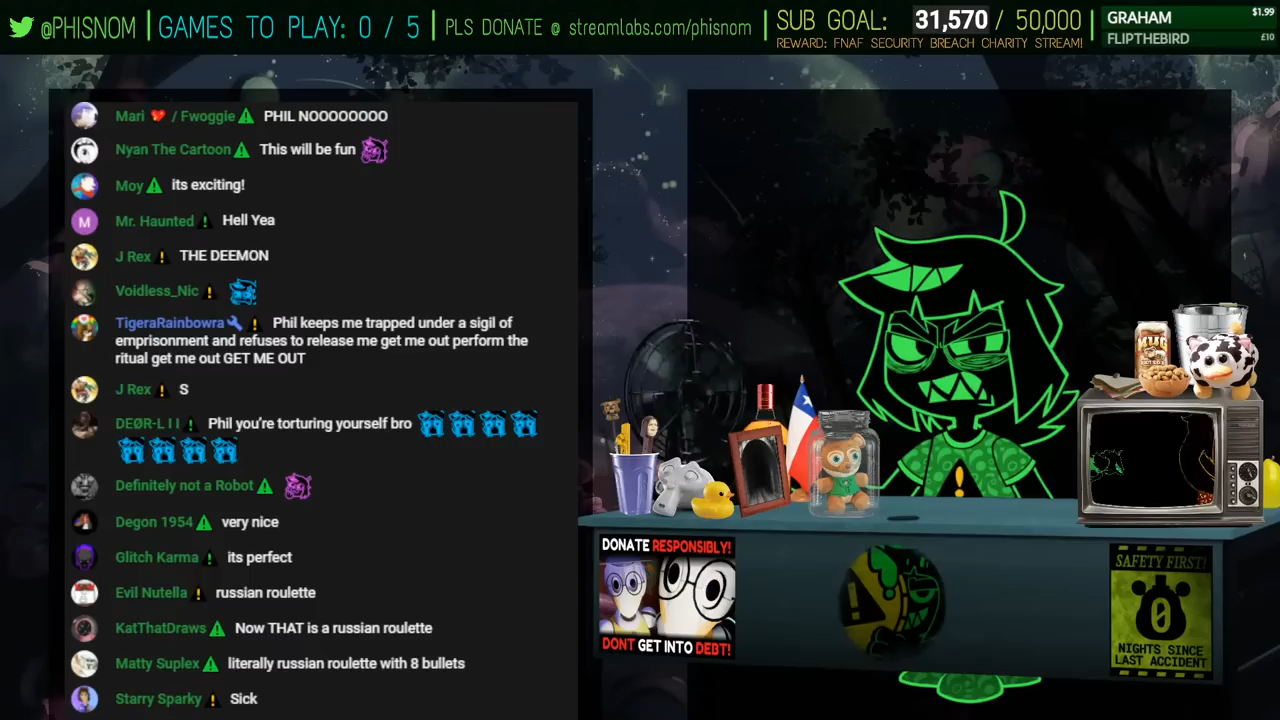 @PHISNOM
GAMES TO PLAY: 0 / 5
PLS DONATE @ streamlabs.com/phisnom
SUB GOAL: 31,570 / 50,000
REWARD: FNAF SECURITY BREACH CHARITY STREAM!
GRAHAM $1.99
FLIPTHEBIRD £10
Mari / Fwoggie PHIL NOOOOOOOO
Nyan The Cartoon This will be fun
Moy its exciting!
M Mr. Haunted Hell Yea
J Rex THE DEEMON
Voidless_Nic
TigeraRainbowra Phil keeps me trapped under a sigil of
emprisonment and refuses to release me get me out perform the
ritual get me out GET ME OUT
J Rex S
DEØR-L I I Phil you’re torturing yourself bro
Definitely not a Robot
Degon 1954 very nice
Glitch Karma its perfect
Evil Nutella russian roulette
KatThatDraws Now THAT is a russian roulette
Matty Suplex literally russian roulette with 8 bullets
Starry Sparky Sick
MUG
DONATE RESPONSIBLY!
DONT GET INTO DEBT!
SAFETY FIRST!
0
NIGHTS SINCE
LAST ACCIDENT